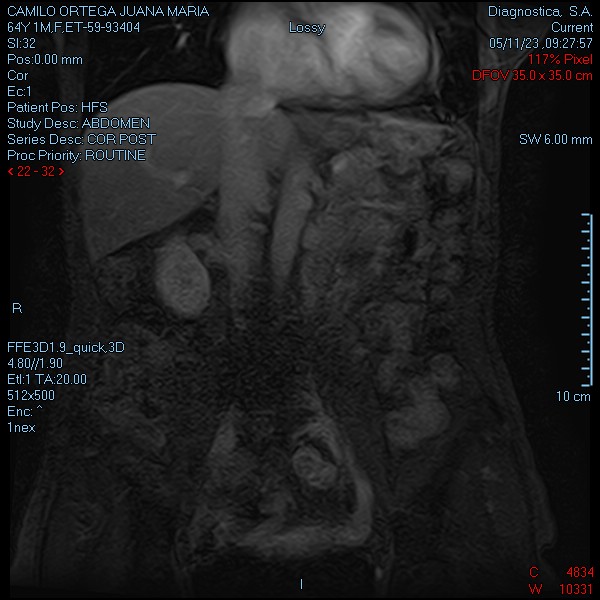 CAMILO ORTEGA JUANA MARIA
64Y 1M,F,ET-59-93404
SI:32
Pos:0.00 mm
Cor
Ec:1
Patient Pos: HFS
Study Desc: ABDOMEN
Series Desc: COR POST
Proc Priority: ROUTINE
< 22 - 32 >
Lossy
Diagnostica, S.A.
Current
05/11/23 ,09:27:57
117% Pixel
DFOV 35.0 x 35.0 cm
SW 6.00 mm
R
FFE3D1.9_quick,3D
4.80//1.90
Etl:1 TA:20.00
512x500
Enc: ^
1nex
10 cm
I
C 4834
W 10331